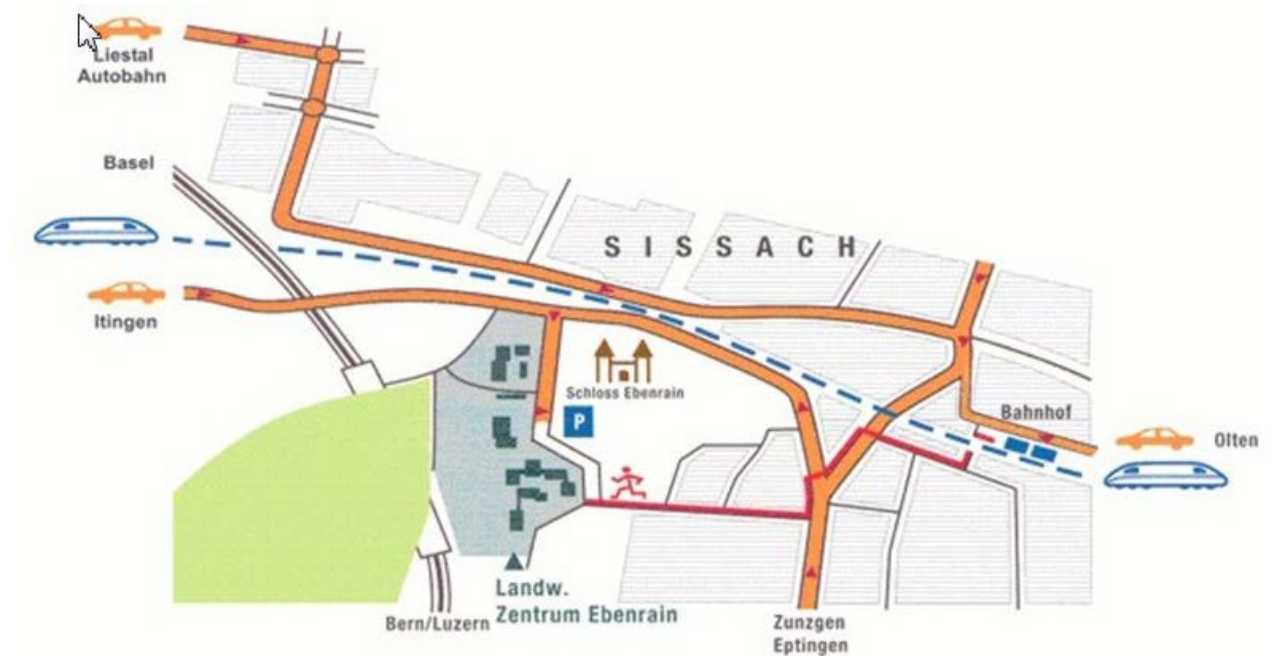 Liestal
Autobahn
Basel
SISSACH
Itingen
Schloss Ebenrain
P
Bahnhof
Olten
Landw.
Zentrum Ebenrain
Bern/Luzern
Zunzgen
Eptingen